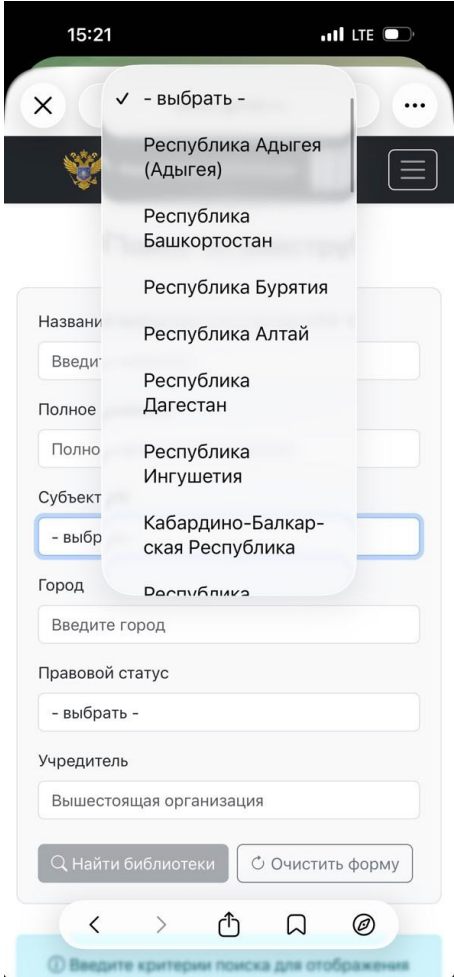 15:21
LTE
- выбрать -
Республика Адыгея
(Адыгея)
Республика
Башкортостан
Республика Бурятия
Республика Алтай
Республика
Дагестан
Республика
Ингушетия
Кабардино-Балкар-
ская Республика
Республика
Названи
Введит
Полное
Полно
Субъект
- выбр
Город
Введите город
Правовой статус
- выбрать -
Учредитель
Вышестоящая организация
Найти библиотеки
Очистить форму
Введите критерии поиска для отображения